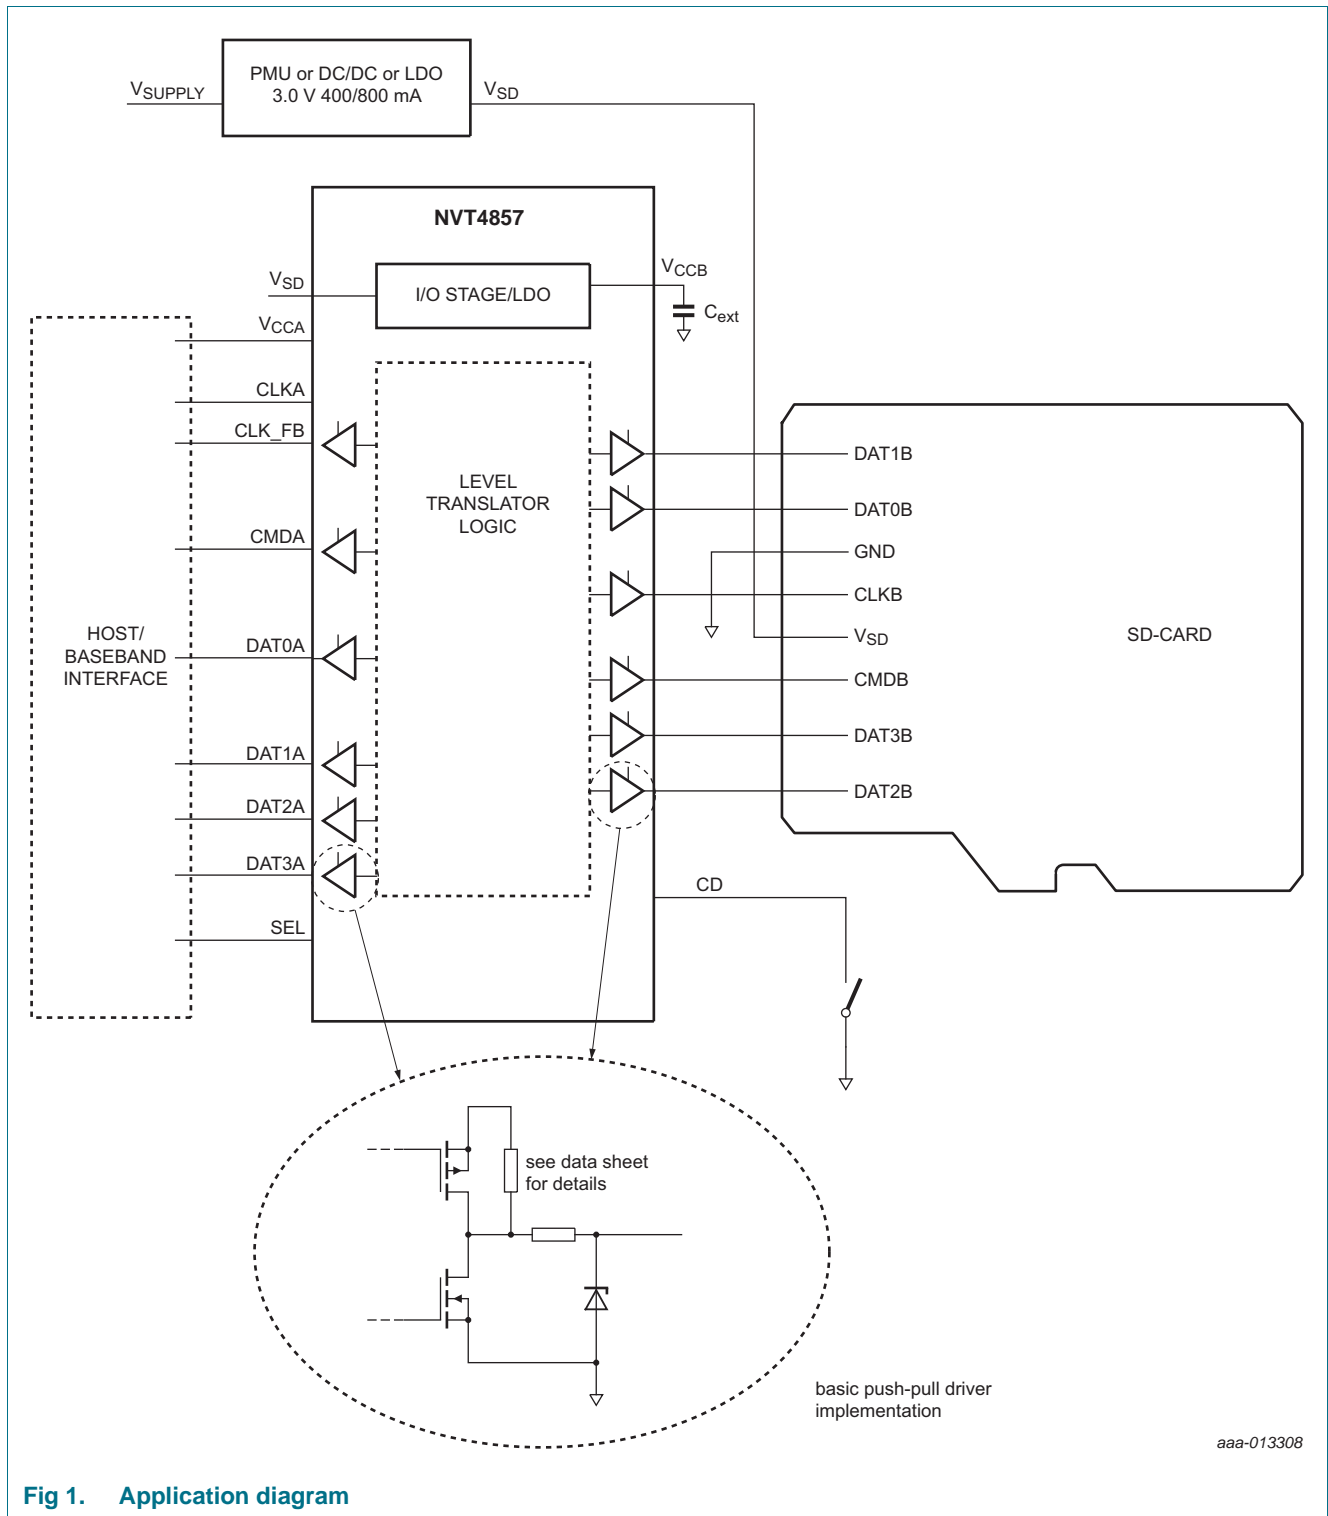 PMU or DC/DC or LDO
3.0 V 400/800 mA
VSUPPLY
VSD
NVT4857
VSD
I/O STAGE/LDO
VCCB
Cext
VCCA
CLKA
CLK_FB
CMDA
DAT0A
DAT1A
DAT2A
DAT3A
SEL
HOST/
BASEBAND
INTERFACE
LEVEL
TRANSLATOR
LOGIC
DAT1B
DAT0B
GND
CLKB
VSD
CMDB
DAT3B
DAT2B
SD-CARD
CD
see data sheet
for details
basic push-pull driver
implementation
aaa-013308
Fig 1. Application diagram